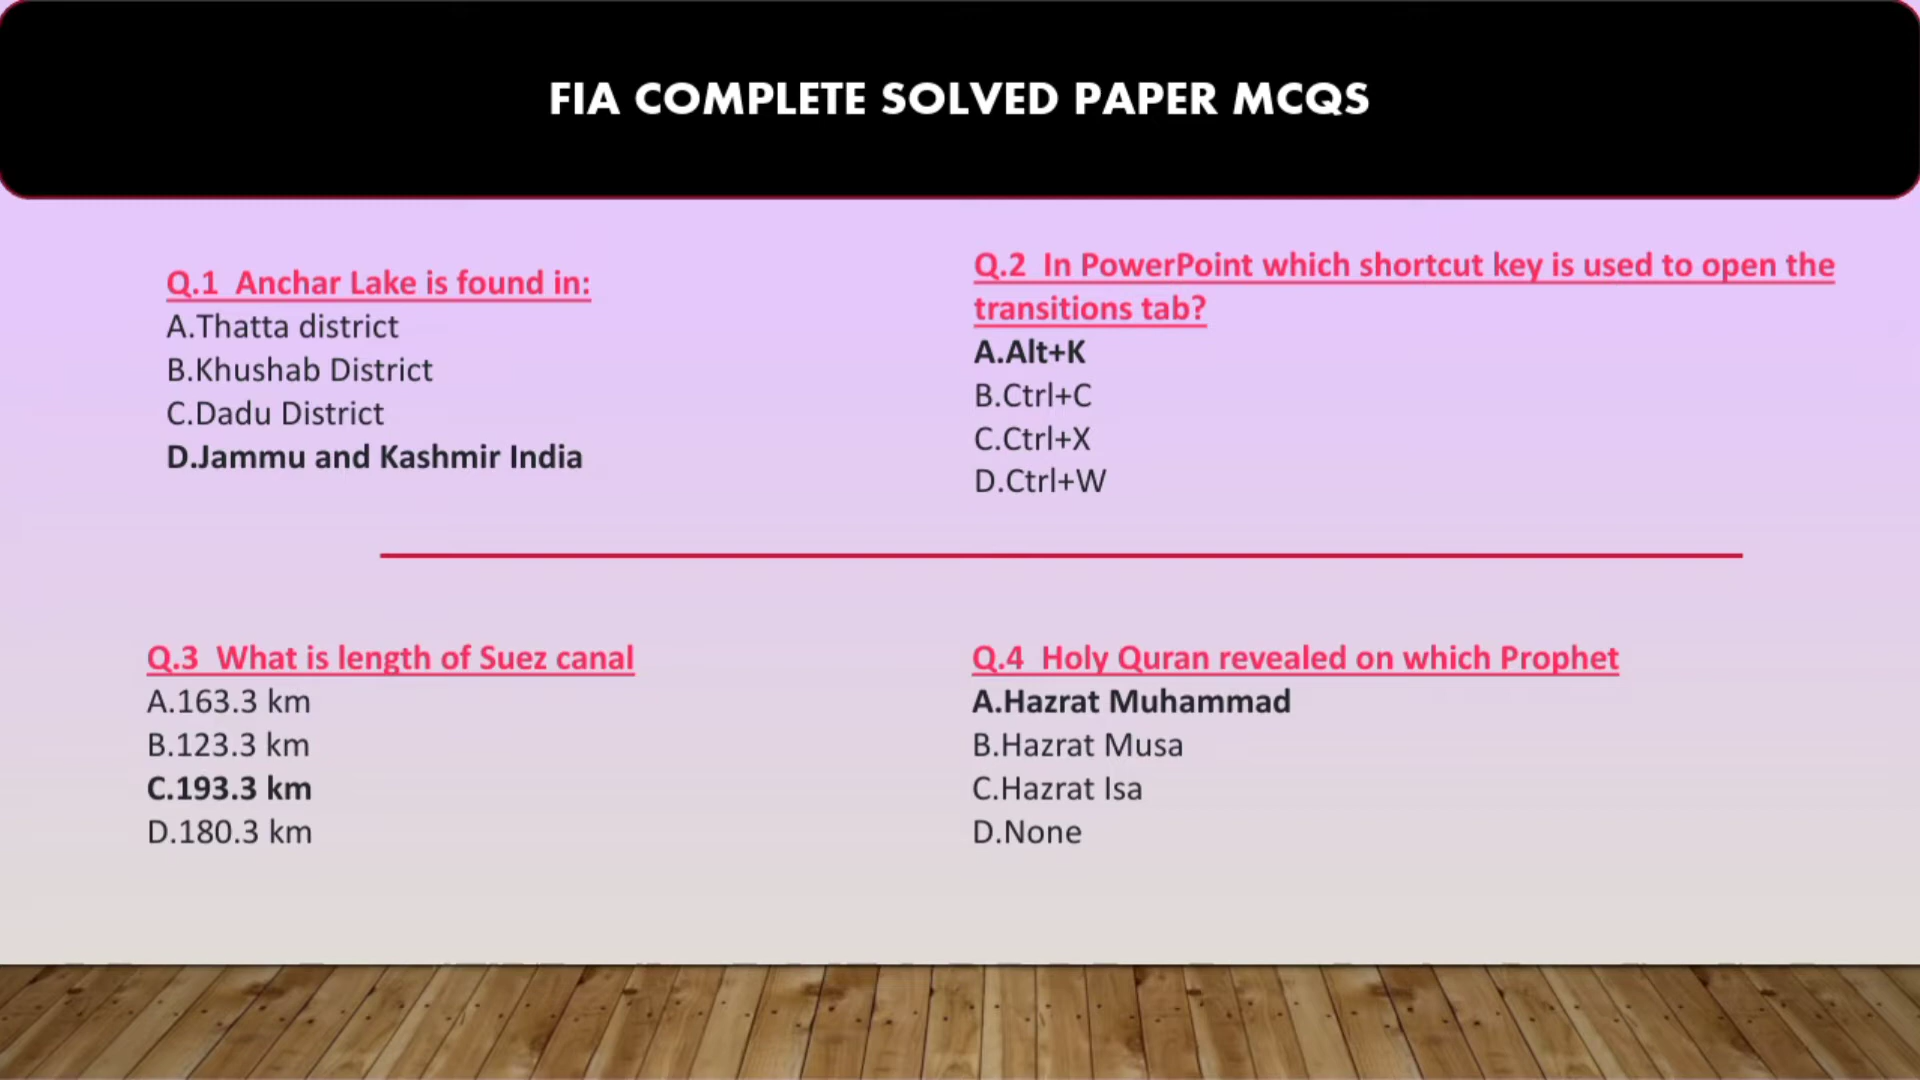 FIA COMPLETE SOLVED PAPER MCQS
Q.1  Anchar Lake is found in:
A.Thatta district
B.Khushab District
C.Dadu District
D.Jammu and Kashmir India
Q.2  In PowerPoint which shortcut key is used to open the
transitions tab?
A.Alt+K
B.Ctrl+C
C.Ctrl+X
D.Ctrl+W
Q.3  What is length of Suez canal
A.163.3 km
B.123.3 km
C.193.3 km
D.180.3 km
Q.4  Holy Quran revealed on which Prophet
A.Hazrat Muhammad
B.Hazrat Musa
C.Hazrat Isa
D.None